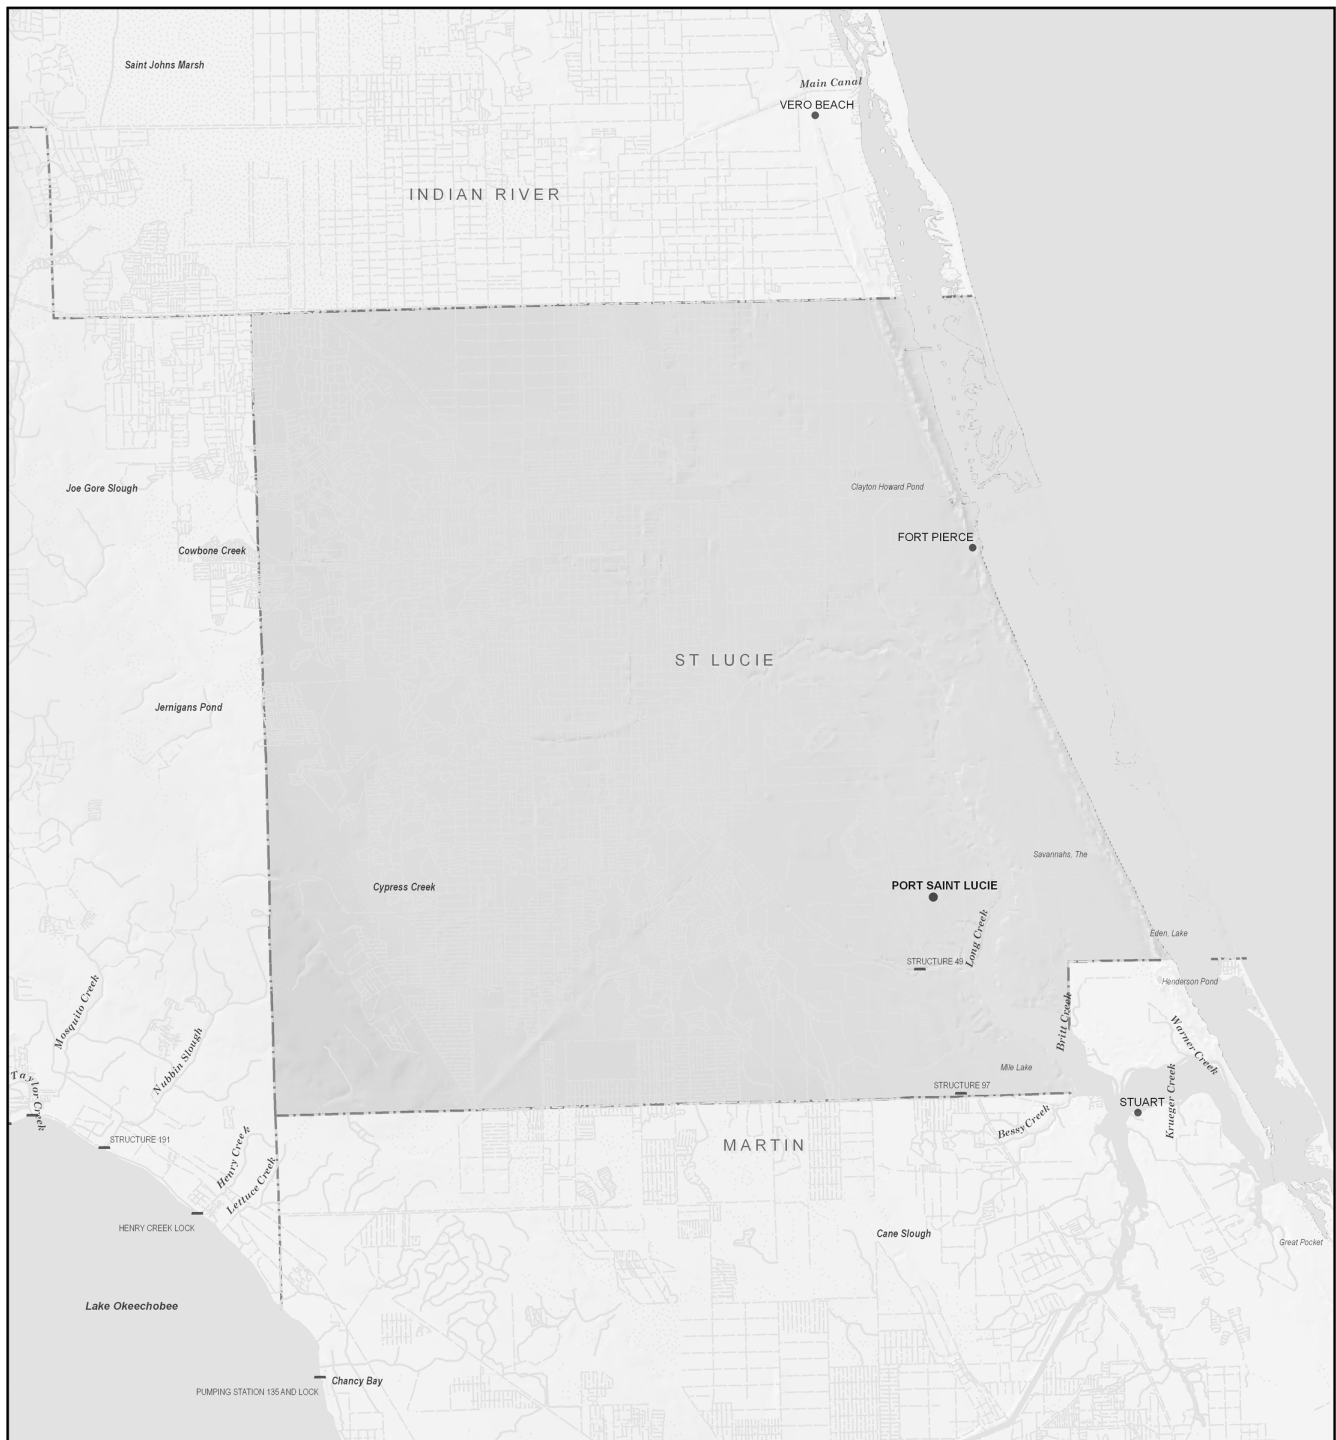 Saint Johns Marsh
Main Canal
VERO BEACH
INDIAN RIVER
Clayton Howard Pond
Joe Gore Slough
FORT PIERCE
Cowbone Creek
ST LUCIE
Jernigans Pond
Savannahs, The
Cypress Creek
PORT SAINT LUCIE
Long Creek
Eden, Lake
STRUCTURE 49
Henderson Pond
Mosquito Creek
Britt Creek
Warner Creek
Nubbin Slough
Mile Lake
Taylor Creek
STRUCTURE 97
Krueger Creek
STUART
Bessy Creek
STRUCTURE 191
MARTIN
Henry Creek
Lettuce Creek
HENRY CREEK LOCK
Cane Slough
Great Pocket
Lake Okeechobee
Chancy Bay
PUMPING STATION 135 AND LOCK